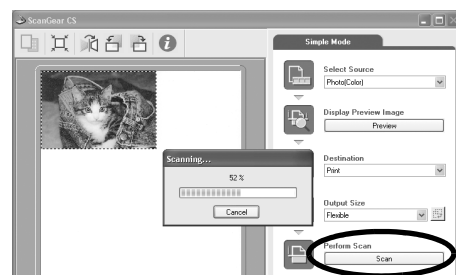 ScanGear CS
Simple Mode
Select Source
Photo(Color)
Display Preview Image
Preview
Scanning...
52 %
Cancel
Destination
Print
Output Size
Flexible
Perform Scan
Scan